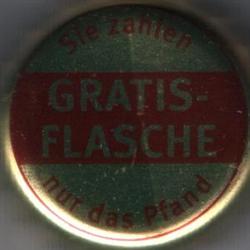 Sie zahlen
GRATIS-
FLASCHE
nur das Pfand